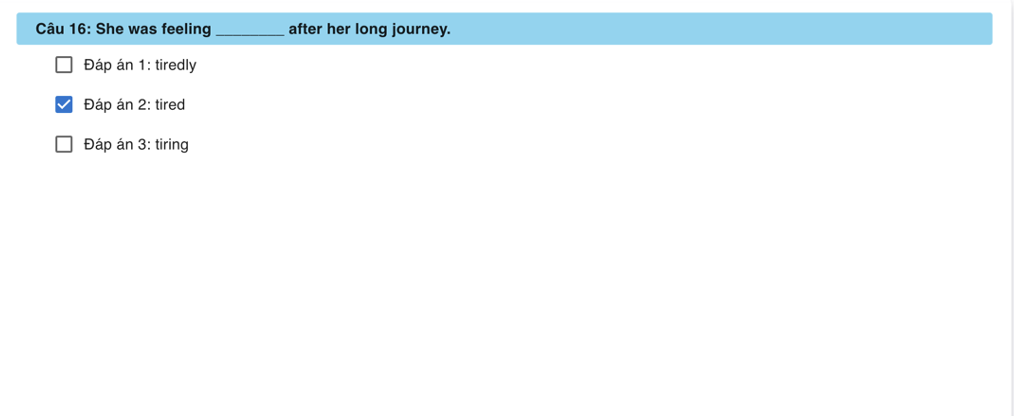 Câu 16: She was feeling ________ after her long journey.
Đáp án 1: tiredly
Đáp án 2: tired
Đáp án 3: tiring